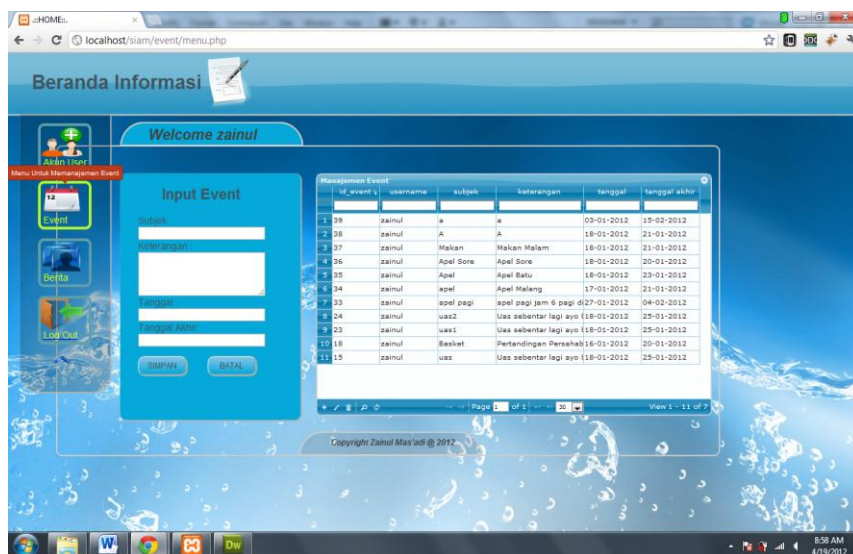 ..:HOME::.
localhost/siam/event/menu.php
Beranda Informasi
Welcome zainul
Akun User
Menu Untuk Memanajemen Event
Event
Berita
Log Out
Input Event
Subjek
Keterangan
Tanggal
Tanggal Akhir
SIMPAN BATAL
Manajemen Event
id_event username subjek keterangan tanggal tanggal akhir
1 39 zainul a a 03-01-2012 15-02-2012
2 38 zainul A A 18-01-2012 21-01-2012
3 37 zainul Makan Makan Malam 18-01-2012 21-01-2012
4 36 zainul Apel Sore Apel Sore 18-01-2012 20-01-2012
5 35 zainul Apel Apel Batu 18-01-2012 23-01-2012
6 34 zainul apel Apel Malang 17-01-2012 21-01-2012
7 33 zainul apel pagi apel pagi jam 6 pagi di 27-01-2012 04-02-2012
8 24 zainul uas2 Uas sebentar lagi ayo 18-01-2012 25-01-2012
9 23 zainul uas1 Uas sebentar lagi ayo 18-01-2012 25-01-2012
10 18 zainul Basket Pertandingan Persahab 16-01-2012 20-01-2012
11 15 zainul uas Uas sebentar lagi ayo 18-01-2012 25-01-2012
Page 1 of 1 30 View 1 - 11 of 7
Copyright Zainul Mas'adi @ 2012
8:58 AM
4/19/2012